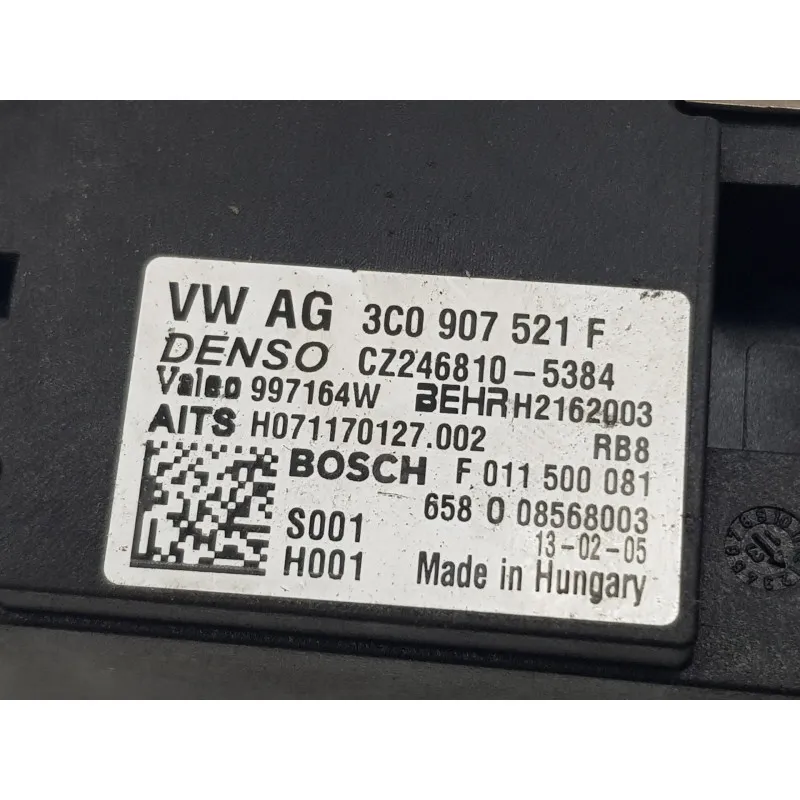 VW AG 3C0 907 521 F
DENSO CZ246810-5384
Valeo 997164W BEHR H2162003
AITS H071170127.002 RB8
BOSCH F 011 500 081
658 0 08568003
S001 13-02-05
H001 Made in Hungary